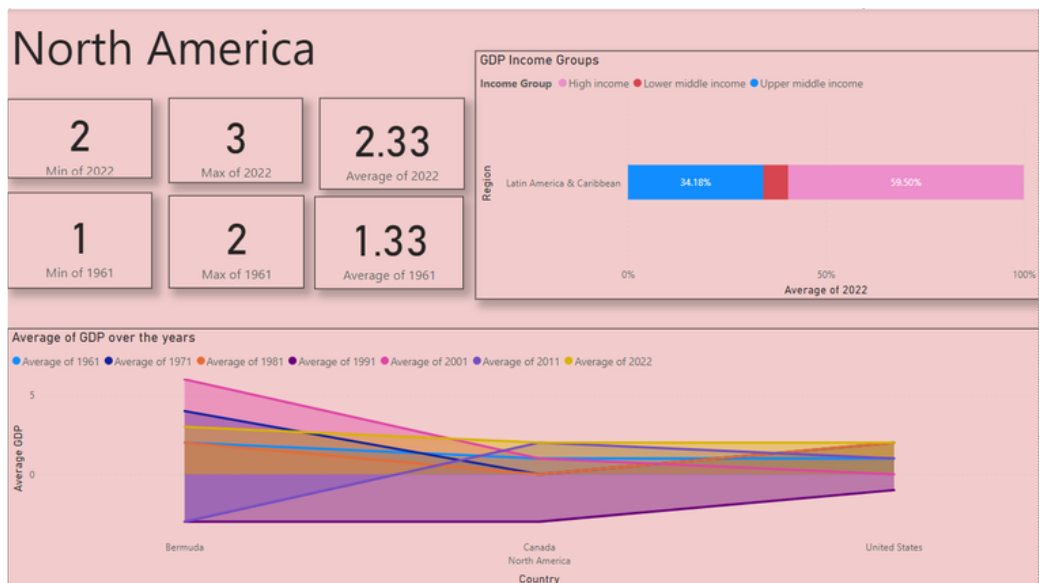 North America
2
Min of 2022
3
Max of 2022
2.33
Average of 2022
1
Min of 1961
2
Max of 1961
1.33
Average of 1961
GDP Income Groups
Income Group High income Lower middle income Upper middle income
Region
Latin America & Caribbean
34.18%
59.50%
0%
50%
100%
Average of 2022
Average of GDP over the years
Average of 1961 Average of 1971 Average of 1981 Average of 1991 Average of 2001 Average of 2011 Average of 2022
Average GDP
5
0
Bermuda
Canada
United States
North America
Country